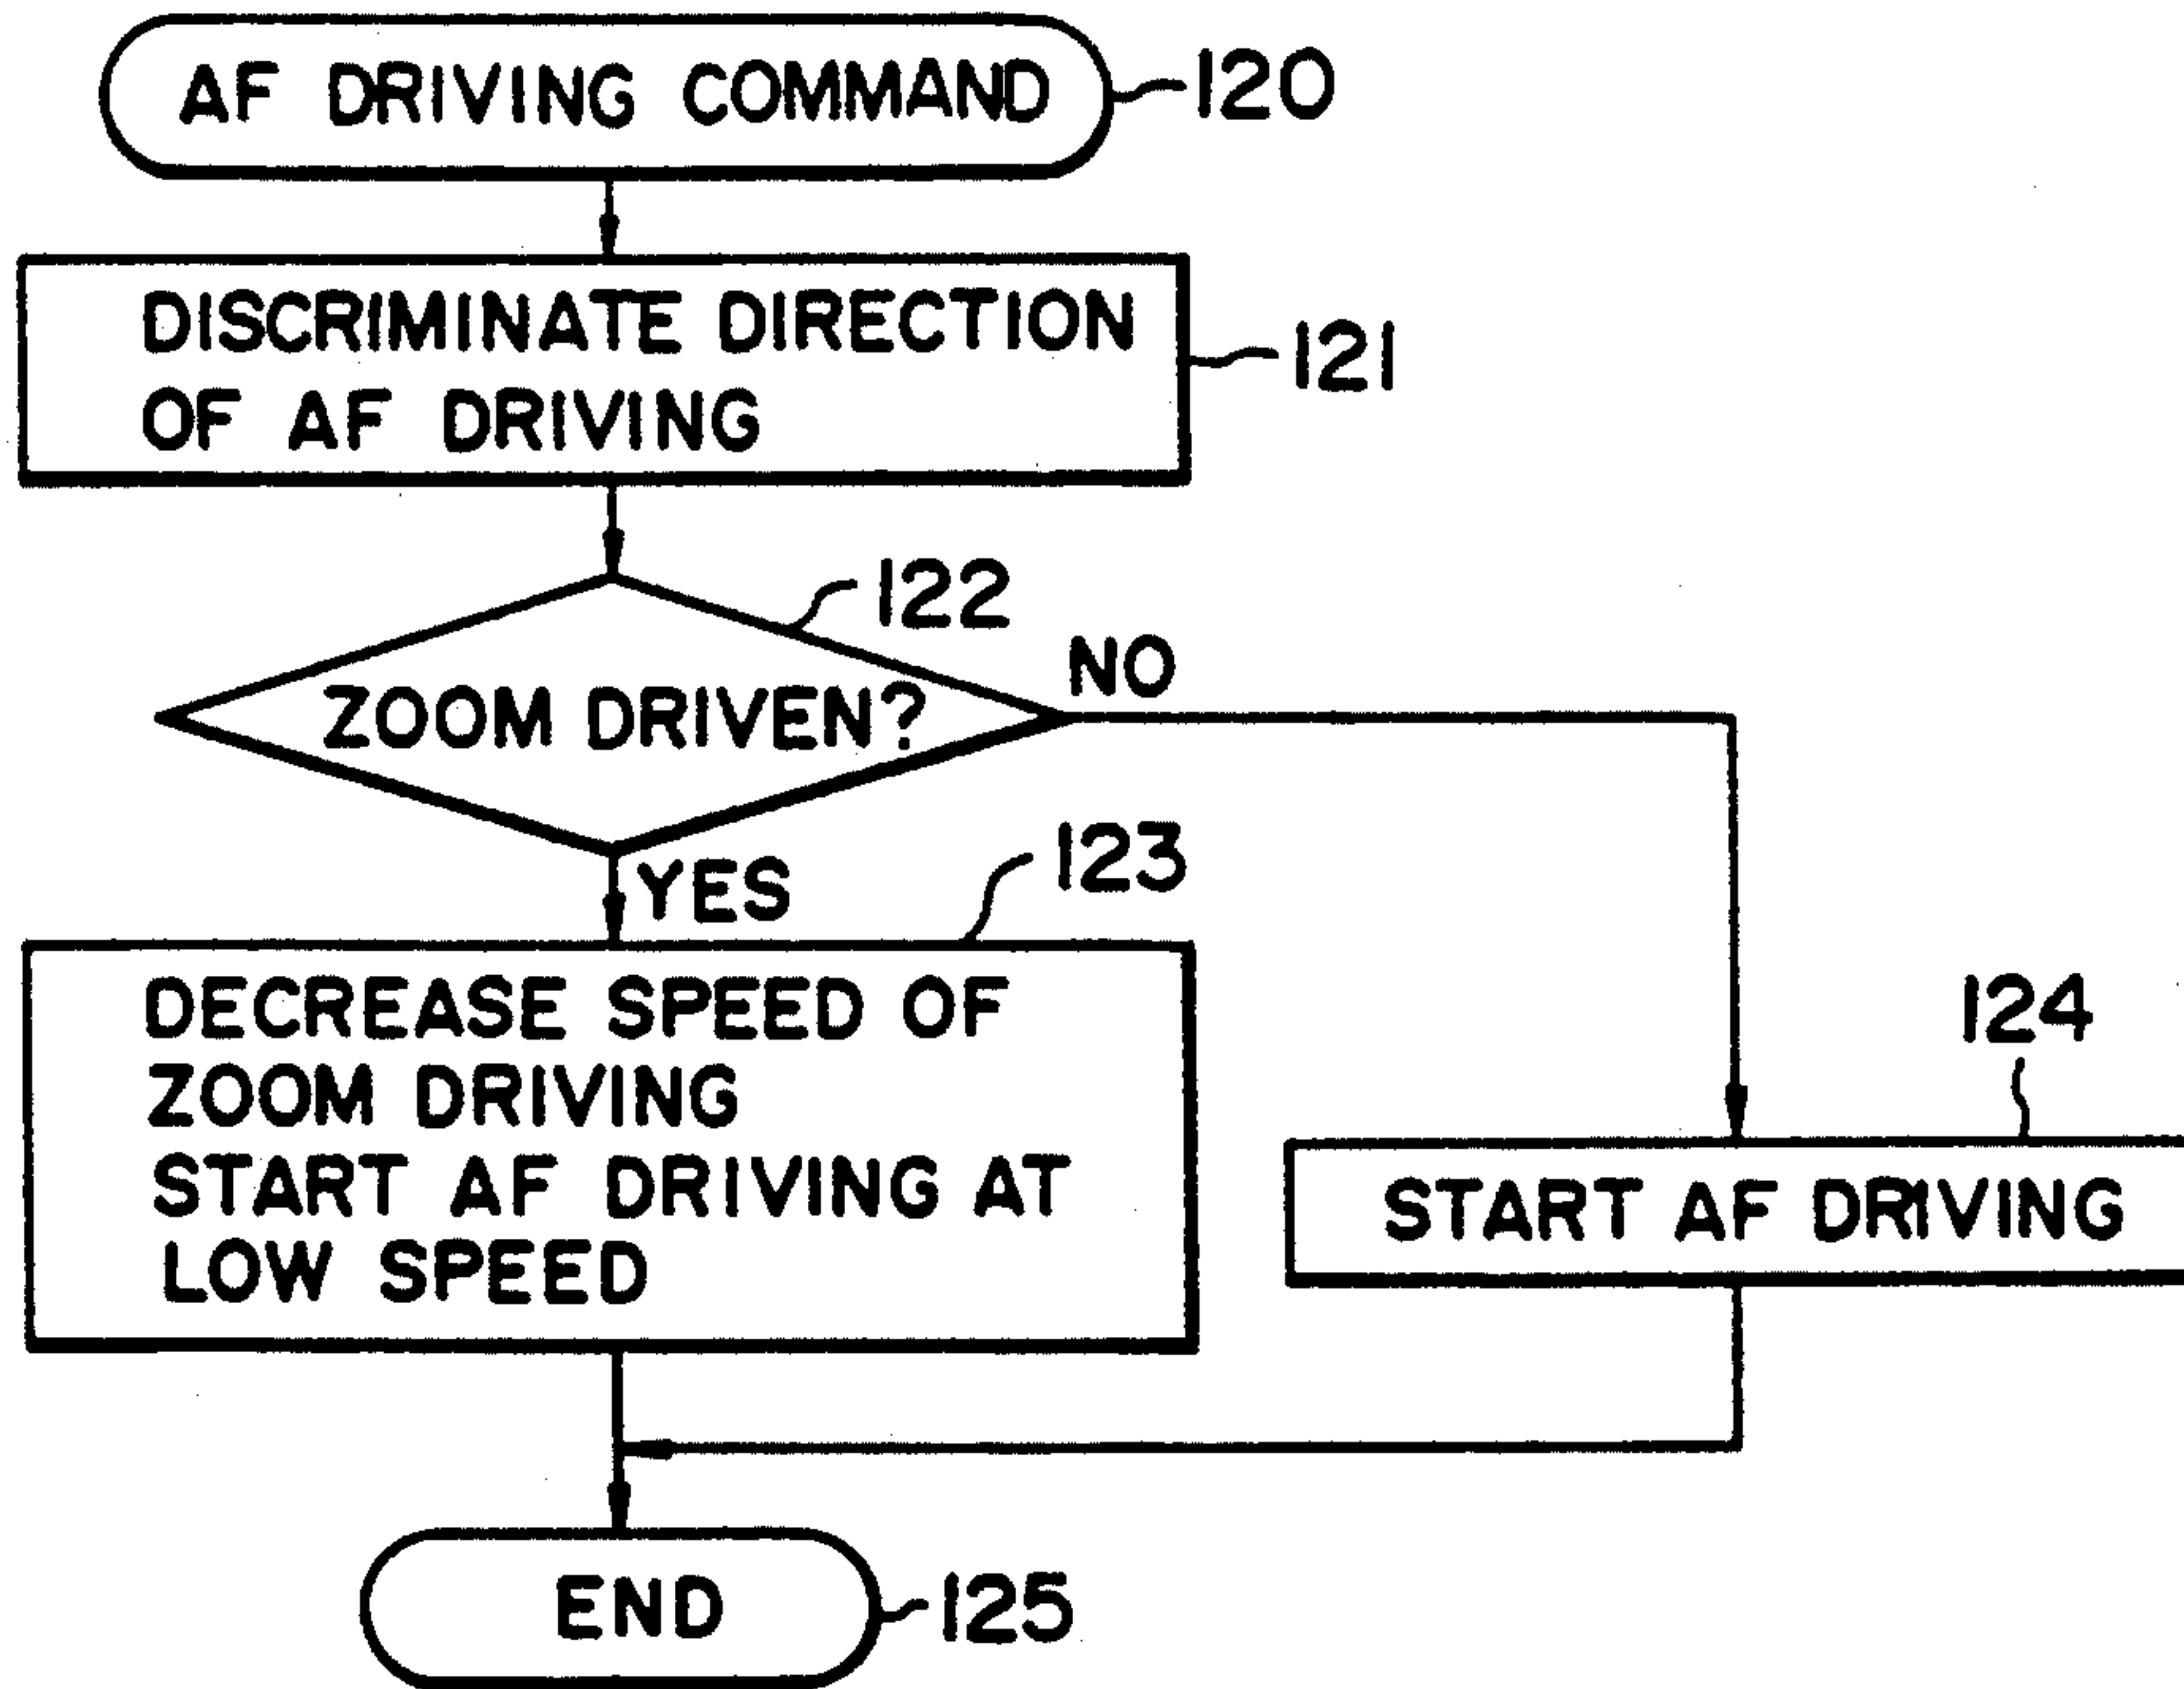 AF DRIVING COMMAND
120
DISCRIMINATE DIRECTION
OF AF DRIVING
121
122
ZOOM DRIVEN?
NO
YES
123
DECREASE SPEED OF
ZOOM DRIVING
START AF DRIVING AT
LOW SPEED
124
START AF DRIVING
END
125